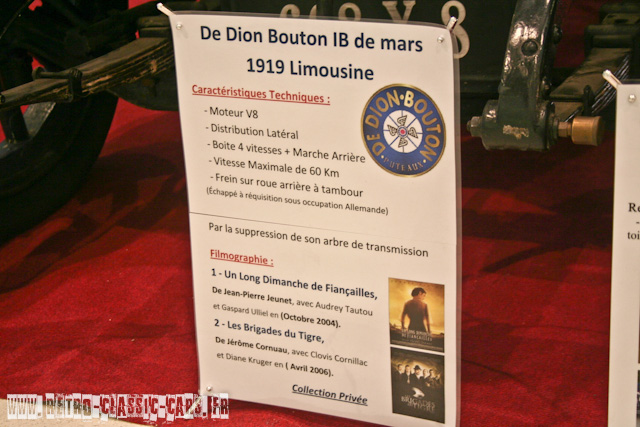 De Dion Bouton IB de mars
1919 Limousine
Caractéristiques Techniques :
- Moteur V8
- Distribution Latéral
- Boite 4 vitesses + Marche Arrière
- Vitesse Maximale de 60 Km
- Frein sur roue arrière à tambour
(Échappé à réquisition sous occupation Allemande)
DE DION-BOUTON
PUTEAUX
Par la suppression de son arbre de transmission
Filmographie :
1 - Un Long Dimanche de Fiançailles,
De Jean-Pierre Jeunet, avec Audrey Tautou
et Gaspard Ulliel en (Octobre 2004).
2 - Les Brigades du Tigre,
De Jérôme Cornuau, avec Clovis Cornillac
et Diane Kruger en ( Avril 2006).
Collection Privée
WWW.RETRO-CLASSIC-CARS.FR